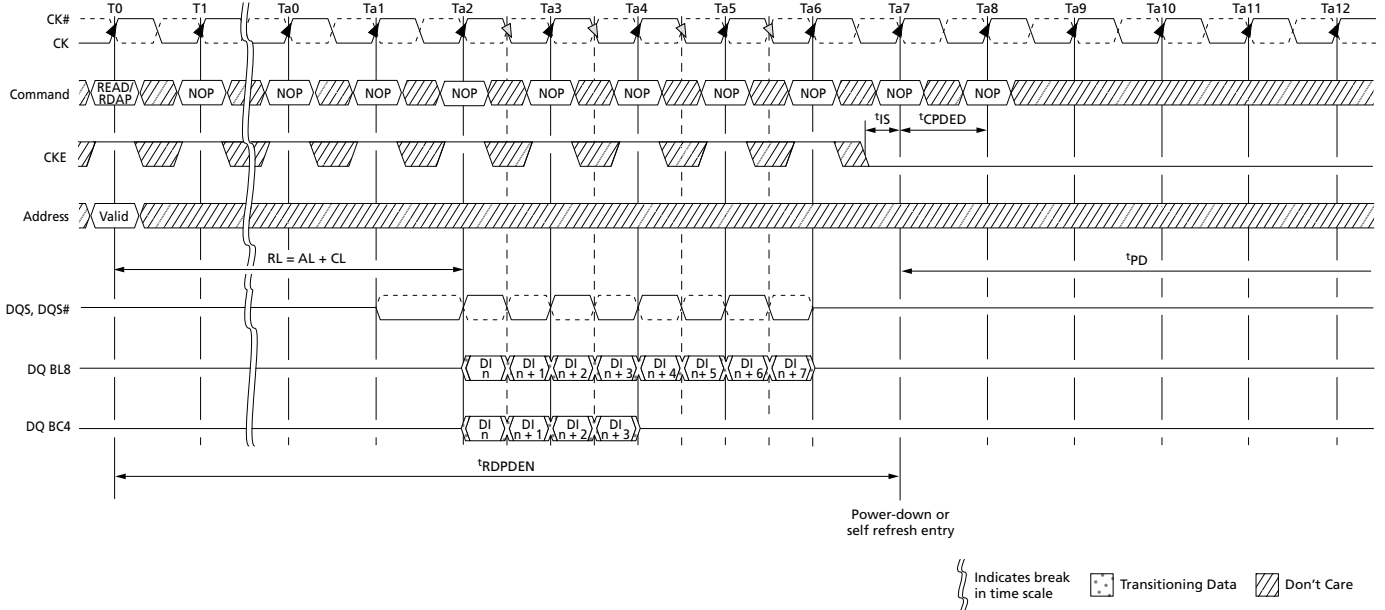 T0 T1 Ta0 Ta1 Ta2 Ta3 Ta4 Ta5 Ta6 Ta7 Ta8 Ta9 Ta10 Ta11 Ta12
CK#
CK
Command READ/ RDAP NOP NOP NOP NOP NOP NOP NOP NOP NOP NOP
tIS tCPDED
CKE
Address Valid
RL = AL + CL
tPD
DQS, DQS#
DQ BL8 DI n DI n + 1 DI n + 2 DI n + 3 DI n + 4 DI n+ 5 DI n + 6 DI n + 7
DQ BC4 DI n DI n + 1 DI n + 2 DI n + 3
tRDPDEN
Power-down or
self refresh entry
Indicates break
in time scale
Transitioning Data
Don't Care